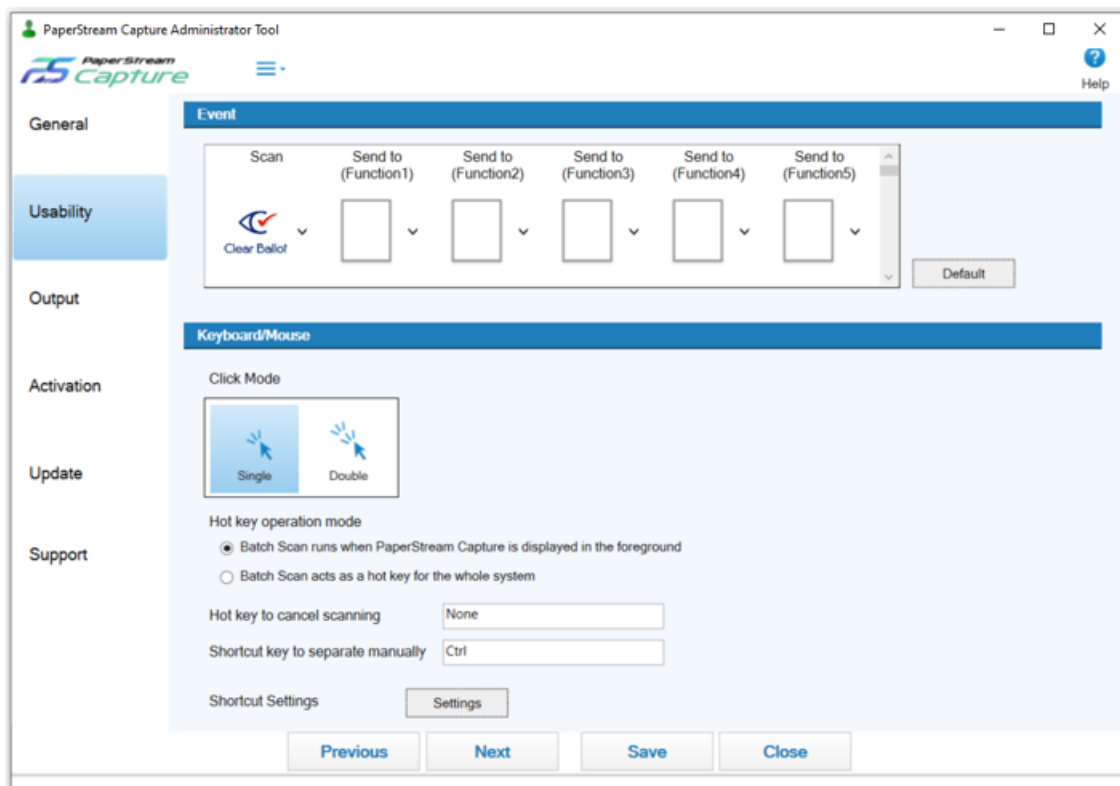 PaperStream Capture Administrator Tool
PaperStream
Capture
Help
General
Usability
Output
Activation
Update
Support
Event
Scan
Send to
(Function1)
Send to
(Function2)
Send to
(Function3)
Send to
(Function4)
Send to
(Function5)
Clear Ballot
Default
Keyboard/Mouse
Click Mode
Single
Double
Hot key operation mode
Batch Scan runs when PaperStream Capture is displayed in the foreground
Batch Scan acts as a hot key for the whole system
Hot key to cancel scanning None
Shortcut key to separate manually Ctrl
Shortcut Settings Settings
Previous Next Save Close